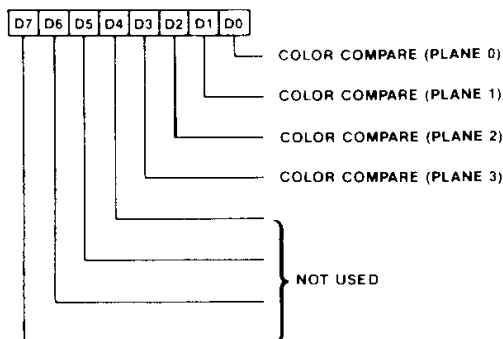 D7 D6 D5 D4 D3 D2 D1 D0
COLOR COMPARE (PLANE 0)
COLOR COMPARE (PLANE 1)
COLOR COMPARE (PLANE 2)
COLOR COMPARE (PLANE 3)
NOT USED